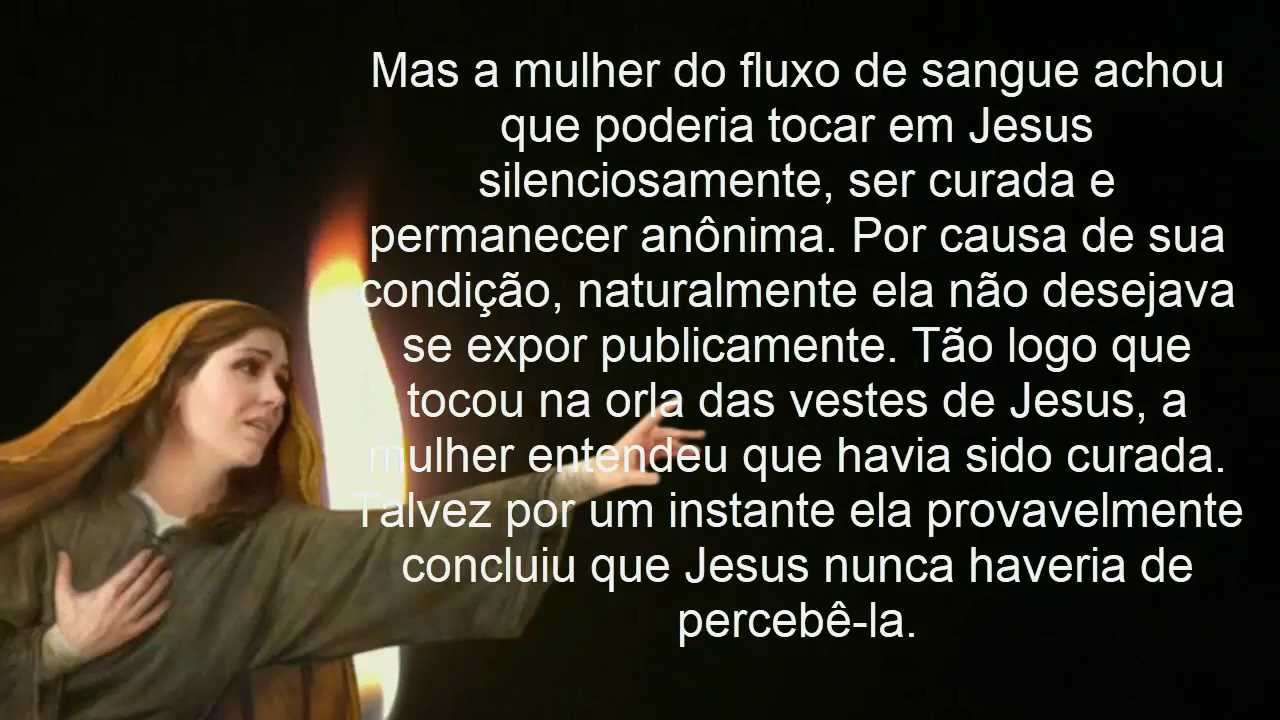 Mas a mulher do fluxo de sangue achou
que poderia tocar em Jesus
silenciosamente, ser curada e
permanecer anônima. Por causa de sua
condição, naturalmente ela não desejava
se expor publicamente. Tão logo que
tocou na orla das vestes de Jesus, a
mulher entendeu que havia sido curada.
Talvez por um instante ela provavelmente
concluiu que Jesus nunca haveria de
percebê-la.